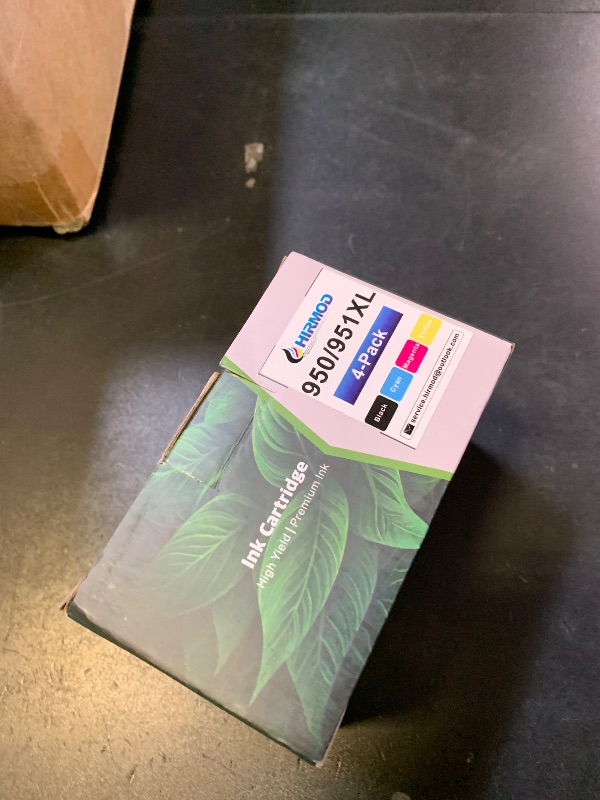 HIRMOD
950/951XL
4-Pack
Black Cyan Magenta Yellow
service.hirmod@outlook.com
Ink Cartridge
High Yield | Premium Ink